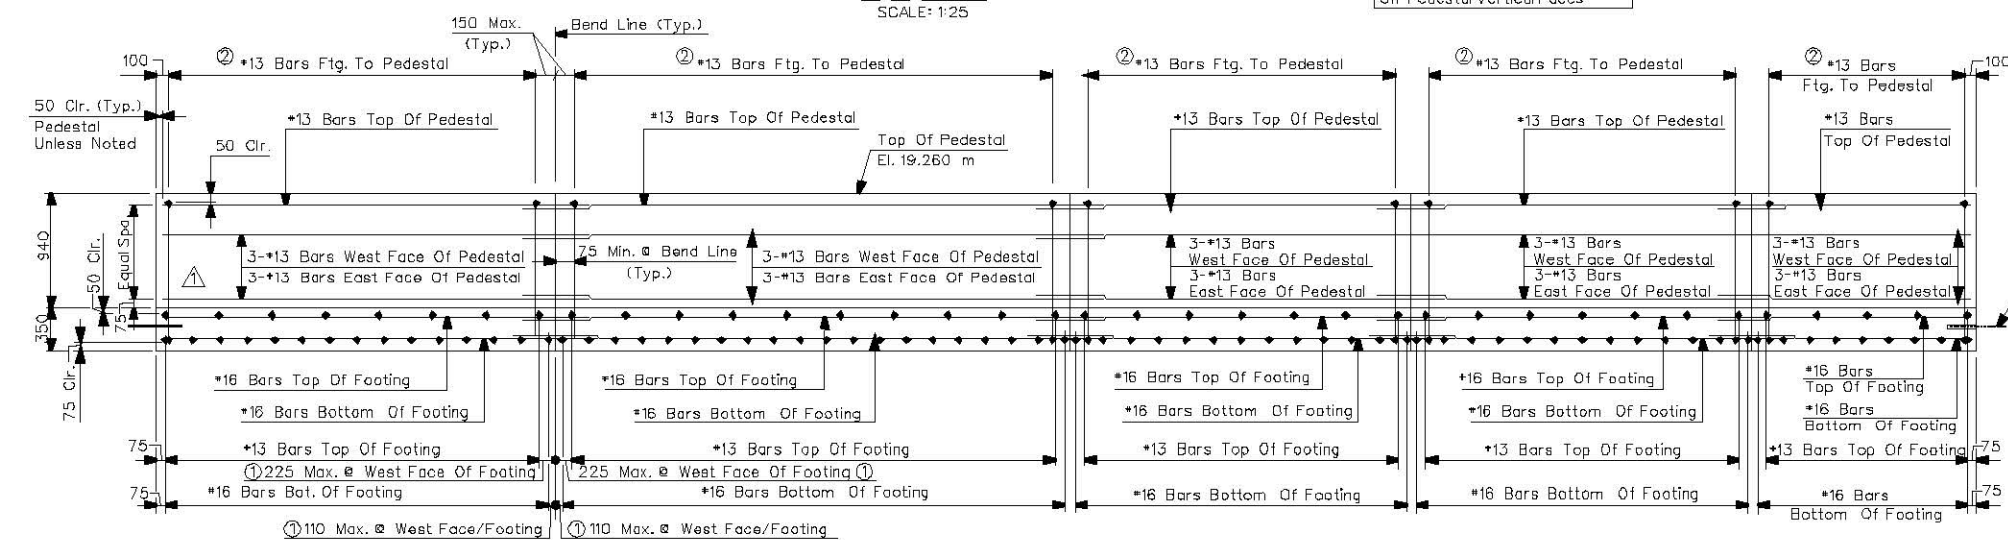 SCALE: 1:25
150 Max.
(Typ.)
Bend Line (Typ.)
100
② #13 Bars Ftg. To Pedestal
② #13 Bars Ftg. To Pedestal
② #13 Bars Ftg. To Pedestal
② #13 Bars Ftg. To Pedestal
② #13 Bars
Ftg. To Pedestal
100
50 Clr. (Typ.)
Pedestal
Unless Noted
#13 Bars Top Of Pedestal
#13 Bars Top Of Pedestal
#13 Bars Top Of Pedestal
#13 Bars Top Of Pedestal
#13 Bars
Top Of Pedestal
50 Clr.
Top Of Pedestal
El. 19.260 m
940
50 Clr.
Equal Spa
75
350
75 Clr.
1
3-#13 Bars West Face Of Pedestal
3-#13 Bars East Face Of Pedestal
75 Min. @ Bend Line
(Typ.)
3-#13 Bars West Face Of Pedestal
3-#13 Bars East Face Of Pedestal
3-#13 Bars
West Face Of Pedestal
3-#13 Bars
East Face Of Pedestal
3-#13 Bars
West Face Of Pedestal
3-#13 Bars
East Face Of Pedestal
3-#13 Bars
West Face Of Pedestal
3-#13 Bars
East Face Of Pedestal
#16 Bars Top Of Footing
#16 Bars Top Of Footing
#16 Bars Top Of Footing
#16 Bars Top Of Footing
#16 Bars
Top Of Footing
#16 Bars Bottom Of Footing
#16 Bars Bottom Of Footing
#16 Bars Bottom Of Footing
#16 Bars Bottom Of Footing
#16 Bars
Bottom Of Footing
75
#13 Bars Top Of Footing
#13 Bars Top Of Footing
#13 Bars Top Of Footing
#13 Bars Top Of Footing
#13 Bars Top Of Footing
75
① 225 Max. @ West Face Of Footing
225 Max. @ West Face Of Footing ①
75
#16 Bars Bot. Of Footing
#16 Bars Bottom Of Footing
#16 Bars Bottom Of Footing
#16 Bars Bottom Of Footing
#16 Bars
Bottom Of Footing
75
① 110 Max. @ West Face/Footing
① 110 Max. @ West Face/Footing